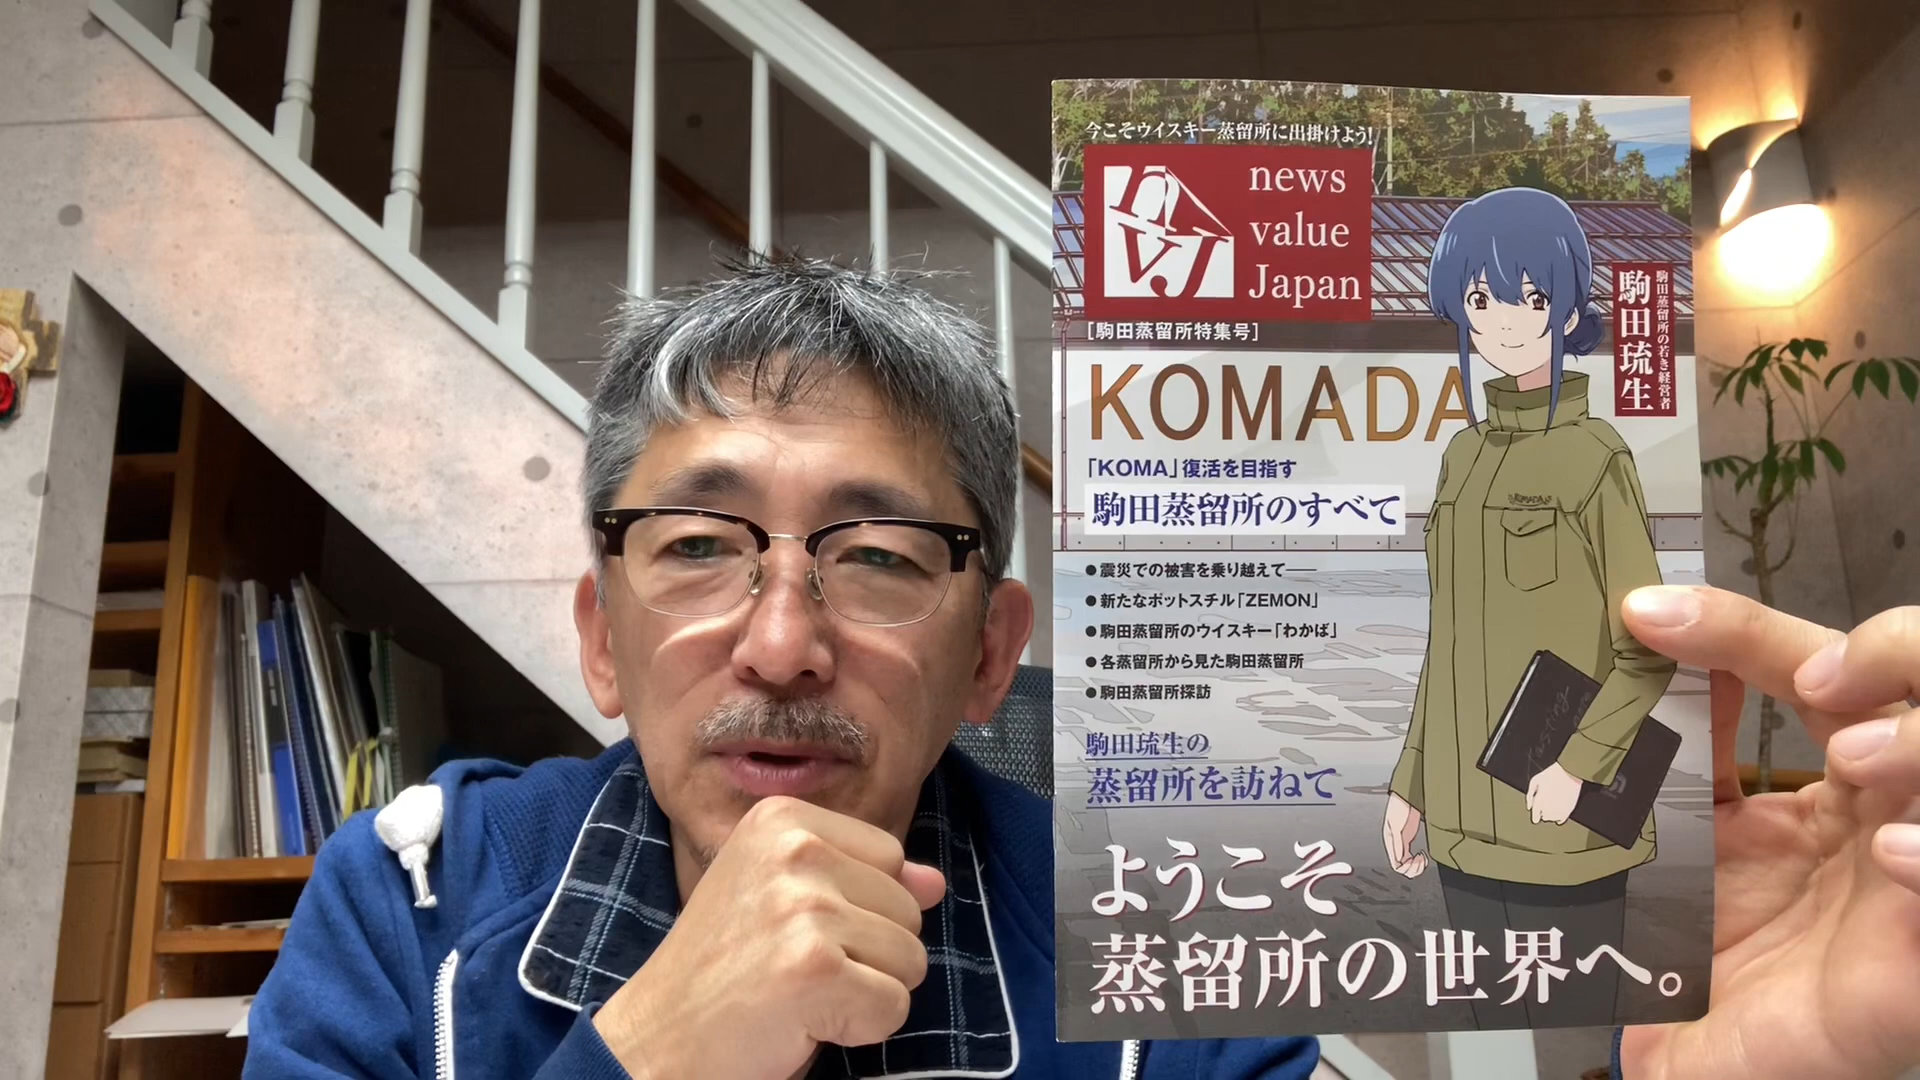 今こそウイスキー蒸留所に出掛けよう!
nvJ
news
value
Japan
[駒田蒸留所特集号]
KOMADA
「KOMA」復活を目指す
駒田蒸留所のすべて
●震災での被害を乗り越えて──
●新たなポットスチル「ZEMON」
●駒田蒸留所のウイスキー「わかば」
●各蒸留所から見た駒田蒸留所
●駒田蒸留所探訪
駒田琉生の
蒸留所を訪ねて
ようこそ
蒸留所の世界へ。
駒田蒸留所の若き経営者
駒田琉生
KOMADA
Tasting